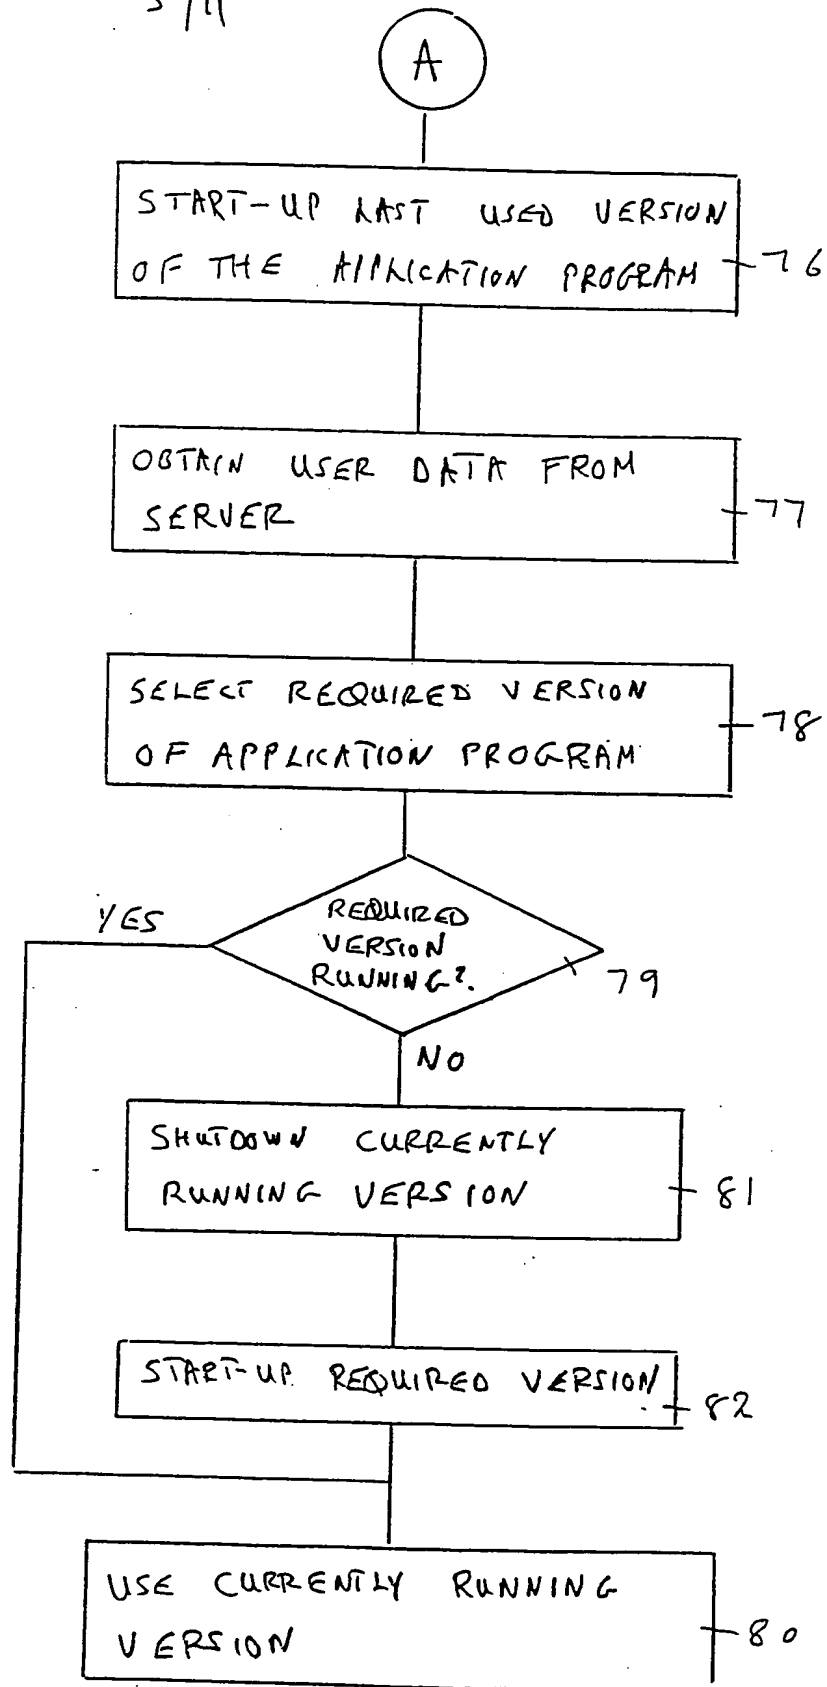 5/11
A
START-UP LAST USED VERSION
OF THE APPLICATION PROGRAM
76
OBTAIN USER DATA FROM
SERVER
77
SELECT REQUIRED VERSION
OF APPLICATION PROGRAM
78
YES
REQUIRED
VERSION
RUNNING?
79
NO
SHUTDOWN CURRENTLY
RUNNING VERSION
81
START-UP REQUIRED VERSION
82
USE CURRENTLY RUNNING
VERSION
80